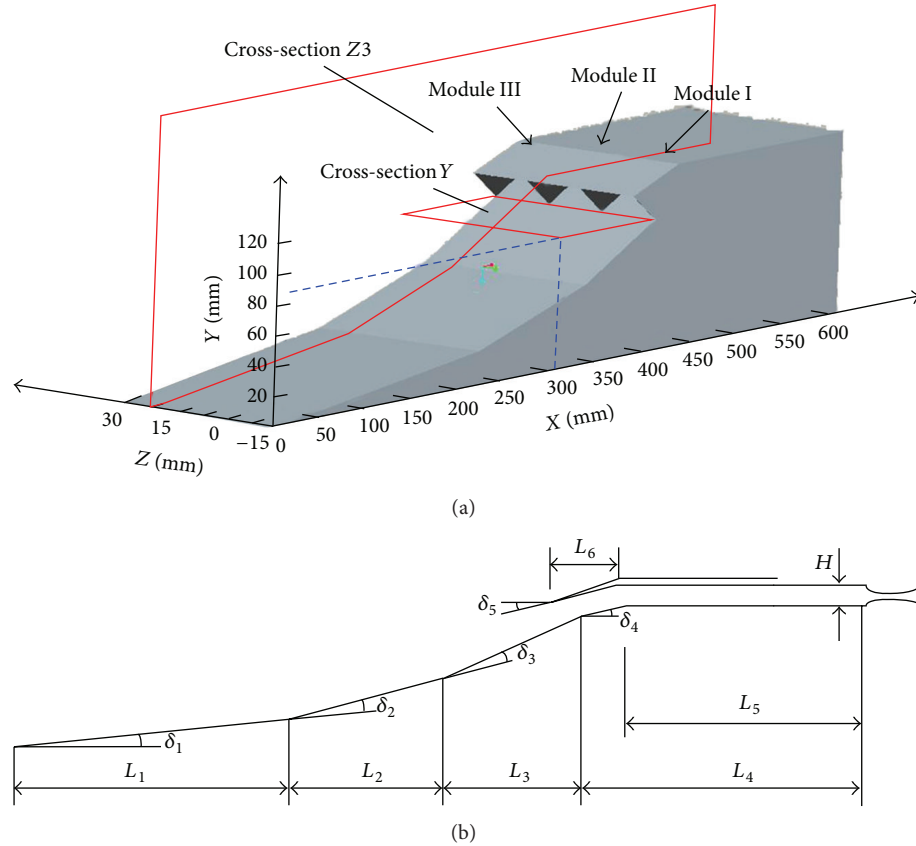 Cross-section Z3
Module III
Module II
Module I
Cross-section Y
120
100
80
60
40
20
Y (mm)
30
15
0
−15
Z (mm)
0
50
100
150
200
250
300
350
400
450
500
550
600
X (mm)
(a)
L6
H
δ5
δ4
δ3
δ2
δ1
L5
L1
L2
L3
L4
(b)